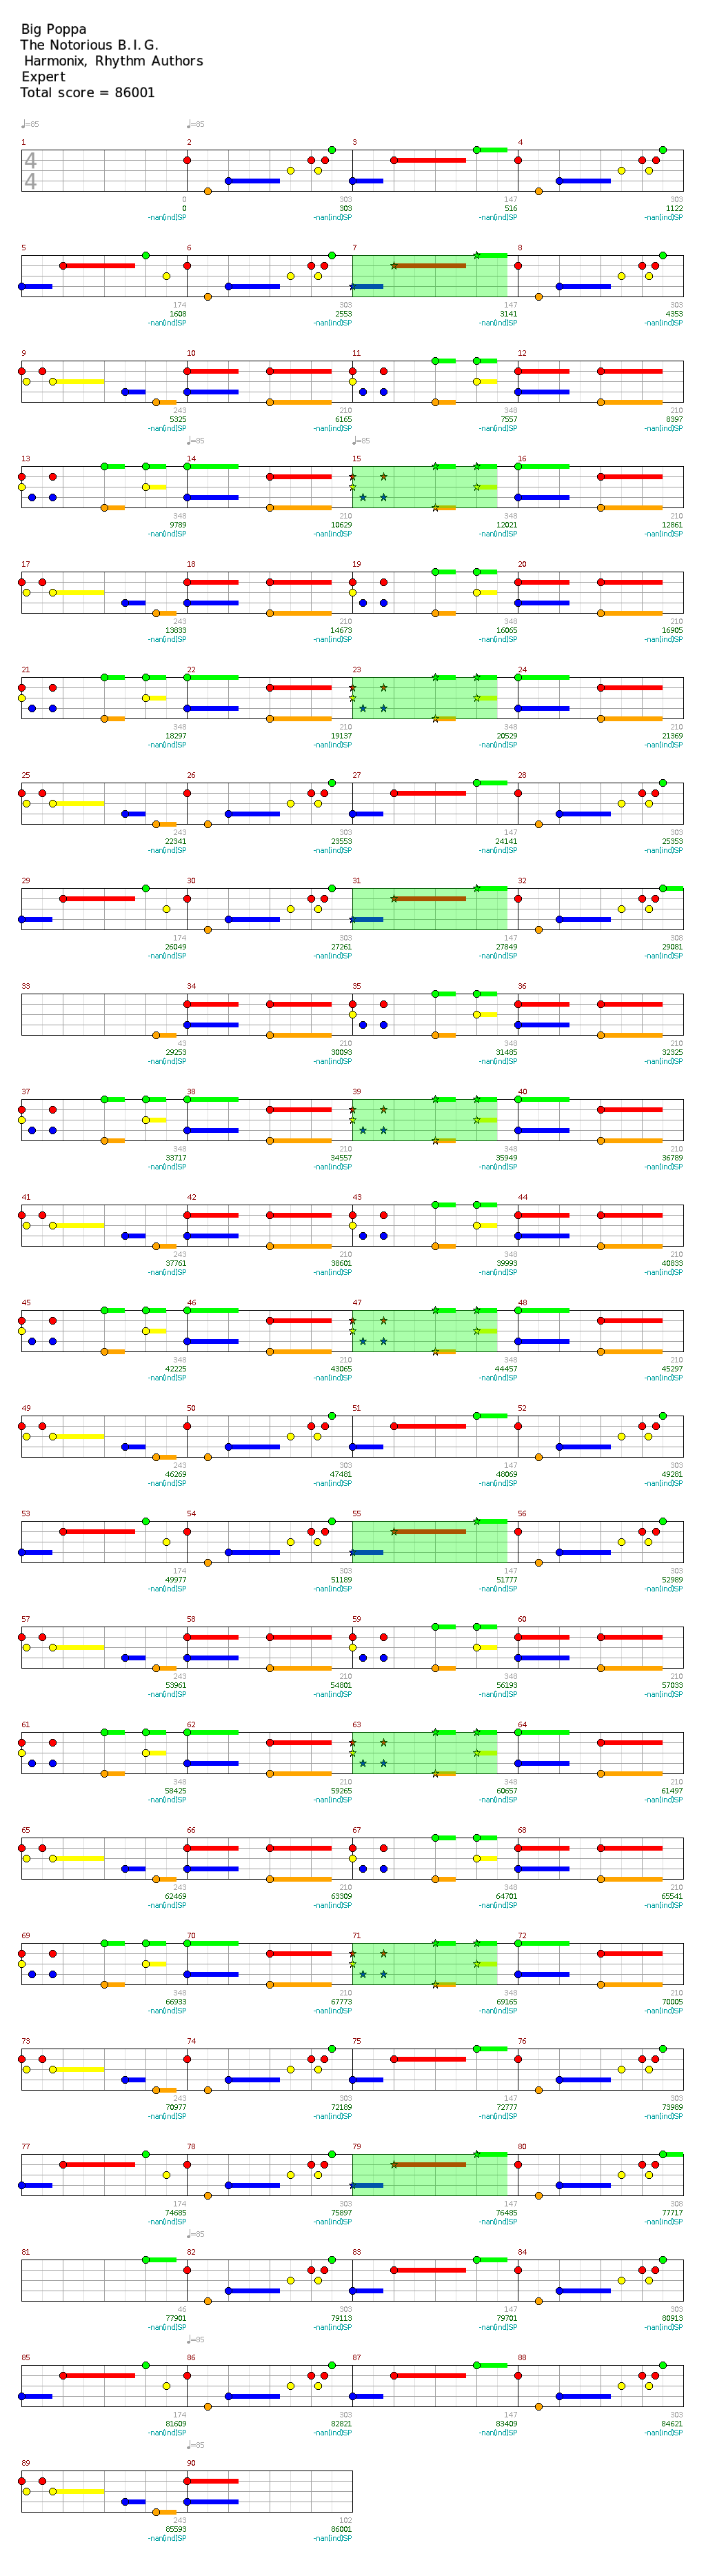 Big Poppa
The Notorious B.I.G.
Harmonix, Rhythm Authors
Expert
Total score = 86001
♩=85 ♩=85
1 2 3 4
4
4
0 303 147 303
0 303 516 1122
-nan(ind)SP -nan(ind)SP -nan(ind)SP -nan(ind)SP
5 6 7 8
174 303 147 303
1608 2553 3141 4353
-nan(ind)SP -nan(ind)SP -nan(ind)SP -nan(ind)SP
9 10 11 12
243 210 348 210
5325 6165 7557 8397
-nan(ind)SP -nan(ind)SP -nan(ind)SP -nan(ind)SP
♩=85 ♩=85
13 14 15 16
348 210 348 210
9789 10629 12021 12861
-nan(ind)SP -nan(ind)SP -nan(ind)SP -nan(ind)SP
17 18 19 20
243 210 348 210
13833 14673 16065 16905
-nan(ind)SP -nan(ind)SP -nan(ind)SP -nan(ind)SP
21 22 23 24
348 210 348 210
18297 19137 20529 21369
-nan(ind)SP -nan(ind)SP -nan(ind)SP -nan(ind)SP
25 26 27 28
243 303 147 303
22341 23553 24141 25353
-nan(ind)SP -nan(ind)SP -nan(ind)SP -nan(ind)SP
29 30 31 32
174 303 147 308
26049 27261 27849 29081
-nan(ind)SP -nan(ind)SP -nan(ind)SP -nan(ind)SP
33 34 35 36
43 210 348 210
29253 30093 31485 32325
-nan(ind)SP -nan(ind)SP -nan(ind)SP -nan(ind)SP
37 38 39 40
348 210 348 210
33717 34557 35949 36789
-nan(ind)SP -nan(ind)SP -nan(ind)SP -nan(ind)SP
41 42 43 44
243 210 348 210
37761 38601 39993 40833
-nan(ind)SP -nan(ind)SP -nan(ind)SP -nan(ind)SP
45 46 47 48
348 210 348 210
42225 43065 44457 45297
-nan(ind)SP -nan(ind)SP -nan(ind)SP -nan(ind)SP
49 50 51 52
243 303 147 303
46269 47481 48069 49281
-nan(ind)SP -nan(ind)SP -nan(ind)SP -nan(ind)SP
53 54 55 56
174 303 147 303
49977 51189 51777 52989
-nan(ind)SP -nan(ind)SP -nan(ind)SP -nan(ind)SP
57 58 59 60
243 210 348 210
53961 54801 56193 57033
-nan(ind)SP -nan(ind)SP -nan(ind)SP -nan(ind)SP
61 62 63 64
348 210 348 210
58425 59265 60657 61497
-nan(ind)SP -nan(ind)SP -nan(ind)SP -nan(ind)SP
65 66 67 68
243 210 348 210
62469 63309 64701 65541
-nan(ind)SP -nan(ind)SP -nan(ind)SP -nan(ind)SP
69 70 71 72
348 210 348 210
66933 67773 69165 70005
-nan(ind)SP -nan(ind)SP -nan(ind)SP -nan(ind)SP
73 74 75 76
243 303 147 303
70977 72189 72777 73989
-nan(ind)SP -nan(ind)SP -nan(ind)SP -nan(ind)SP
77 78 79 80
174 303 147 308
74685 75897 76485 77717
-nan(ind)SP -nan(ind)SP -nan(ind)SP -nan(ind)SP
♩=85
81 82 83 84
46 303 147 303
77901 79113 79701 80913
-nan(ind)SP -nan(ind)SP -nan(ind)SP -nan(ind)SP
♩=85
85 86 87 88
174 303 147 303
81609 82821 83409 84621
-nan(ind)SP -nan(ind)SP -nan(ind)SP -nan(ind)SP
♩=85
89 90
243 102
85593 86001
-nan(ind)SP -nan(ind)SP